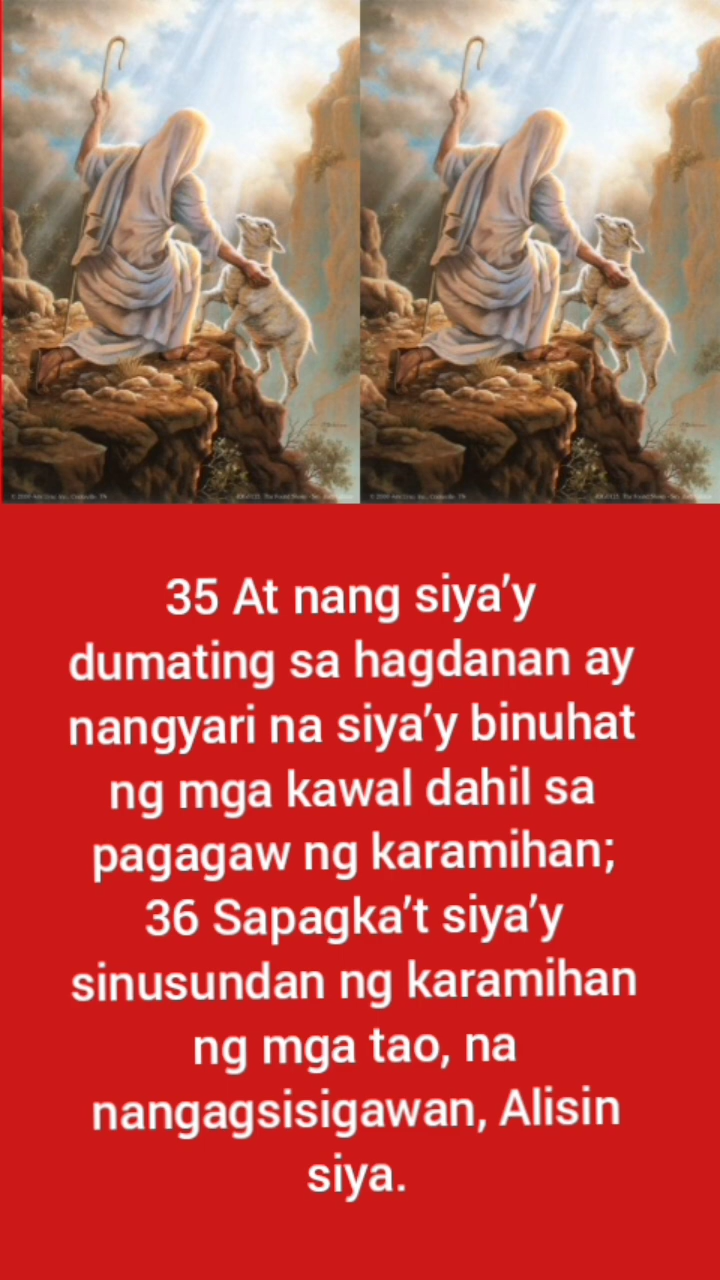 35 At nang siya’y
dumating sa hagdanan ay
nangyari na siya’y binuhat
ng mga kawal dahil sa
pagagaw ng karamihan;
36 Sapagka’t siya’y
sinusundan ng karamihan
ng mga tao, na
nangagsisigawan, Alisin
siya.